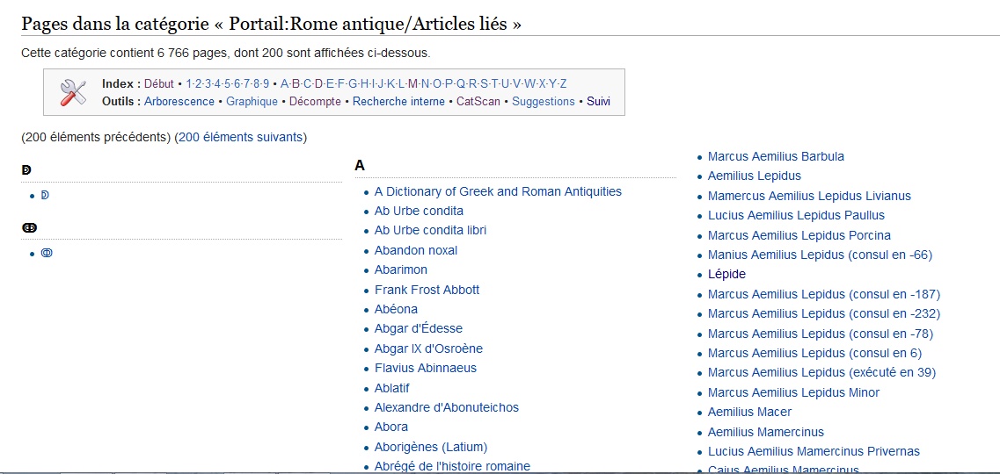 Pages dans la catégorie « Portail:Rome antique/Articles liés »
Cette catégorie contient 6 766 pages, dont 200 sont affichées ci-dessous.
Index : Début • 1·2·3·4·5·6·7·8·9 • A·B·C·D·E·F·G·H·I·J·K·L·M·N·O·P·Q·R·S·T·U·V·W·X·Y·Z
Outils : Arborescence • Graphique • Décompte • Recherche interne • CatScan • Suggestions • Suivi
(200 éléments précédents) (200 éléments suivants)
ↁ
ↁ
ↂ
ↂ
A
A Dictionary of Greek and Roman Antiquities
Ab Urbe condita
Ab Urbe condita libri
Abandon noxal
Abarimon
Frank Frost Abbott
Abéona
Abgar d'Édesse
Abgar IX d'Osroène
Flavius Abinnaeus
Ablatif
Alexandre d'Abonuteichos
Abora
Aborigènes (Latium)
Abrégé de l'histoire romaine
Marcus Aemilius Barbula
Aemilius Lepidus
Mamercus Aemilius Lepidus Livianus
Lucius Aemilius Lepidus Paullus
Marcus Aemilius Lepidus Porcina
Manius Aemilius Lepidus (consul en -66)
Lépide
Marcus Aemilius Lepidus (consul en -187)
Marcus Aemilius Lepidus (consul en -232)
Marcus Aemilius Lepidus (consul en -78)
Marcus Aemilius Lepidus (consul en 6)
Marcus Aemilius Lepidus (exécuté en 39)
Marcus Aemilius Lepidus Minor
Aemilius Macer
Aemilius Mamercinus
Lucius Aemilius Mamercinus Privernas
Caius Aemilius Mamercinus